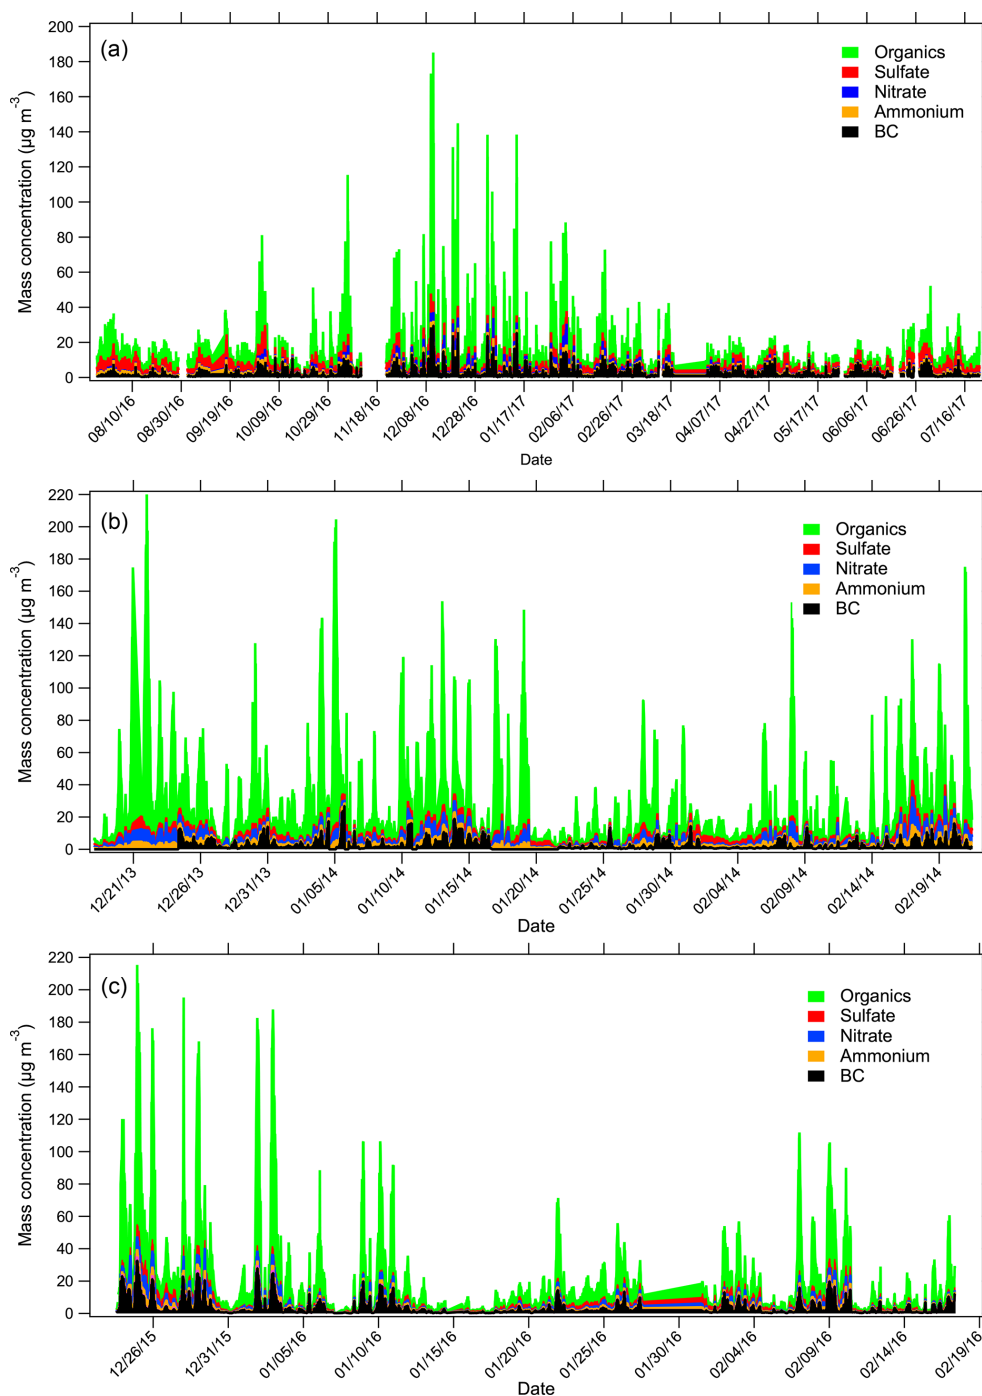 (a)
Organics
Sulfate
Nitrate
Ammonium
BC
Mass concentration (µg m-3)
200
180
160
140
120
100
80
60
40
20
0
08/10/16 08/30/16 09/19/16 10/09/16 10/29/16 11/18/16 12/08/16 12/28/16 01/17/17 02/06/17 02/26/17 03/18/17 04/07/17 04/27/17 05/17/17 06/06/17 06/26/17 07/16/17
Date
(b)
Organics
Sulfate
Nitrate
Ammonium
BC
Mass concentration (µg m-3)
220
200
180
160
140
120
100
80
60
40
20
0
12/21/13 12/26/13 12/31/13 01/05/14 01/10/14 01/15/14 01/20/14 01/25/14 01/30/14 02/04/14 02/09/14 02/14/14 02/19/14
Date
(c)
Organics
Sulfate
Nitrate
Ammonium
BC
Mass concentration (µg m-3)
220
200
180
160
140
120
100
80
60
40
20
0
12/26/15 12/31/15 01/05/16 01/10/16 01/15/16 01/20/16 01/25/16 01/30/16 02/04/16 02/09/16 02/14/16 02/19/16
Date